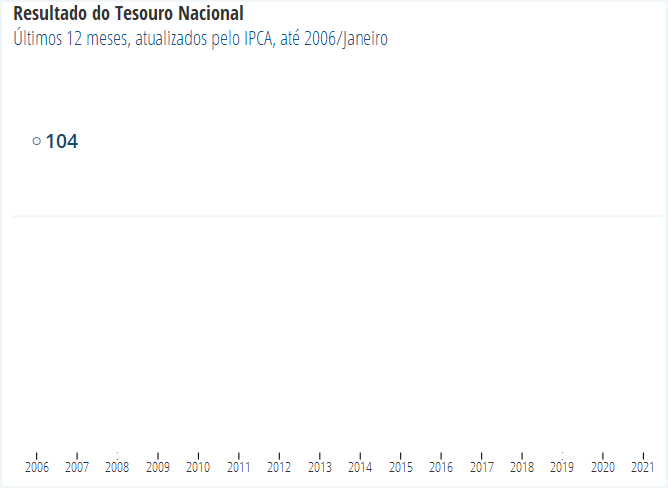 Resultado do Tesouro Nacional
Últimos 12 meses, atualizados pelo IPCA, até 2006/Janeiro
104
2006 2007 2008 2009 2010 2011 2012 2013 2014 2015 2016 2017 2018 2019 2020 2021